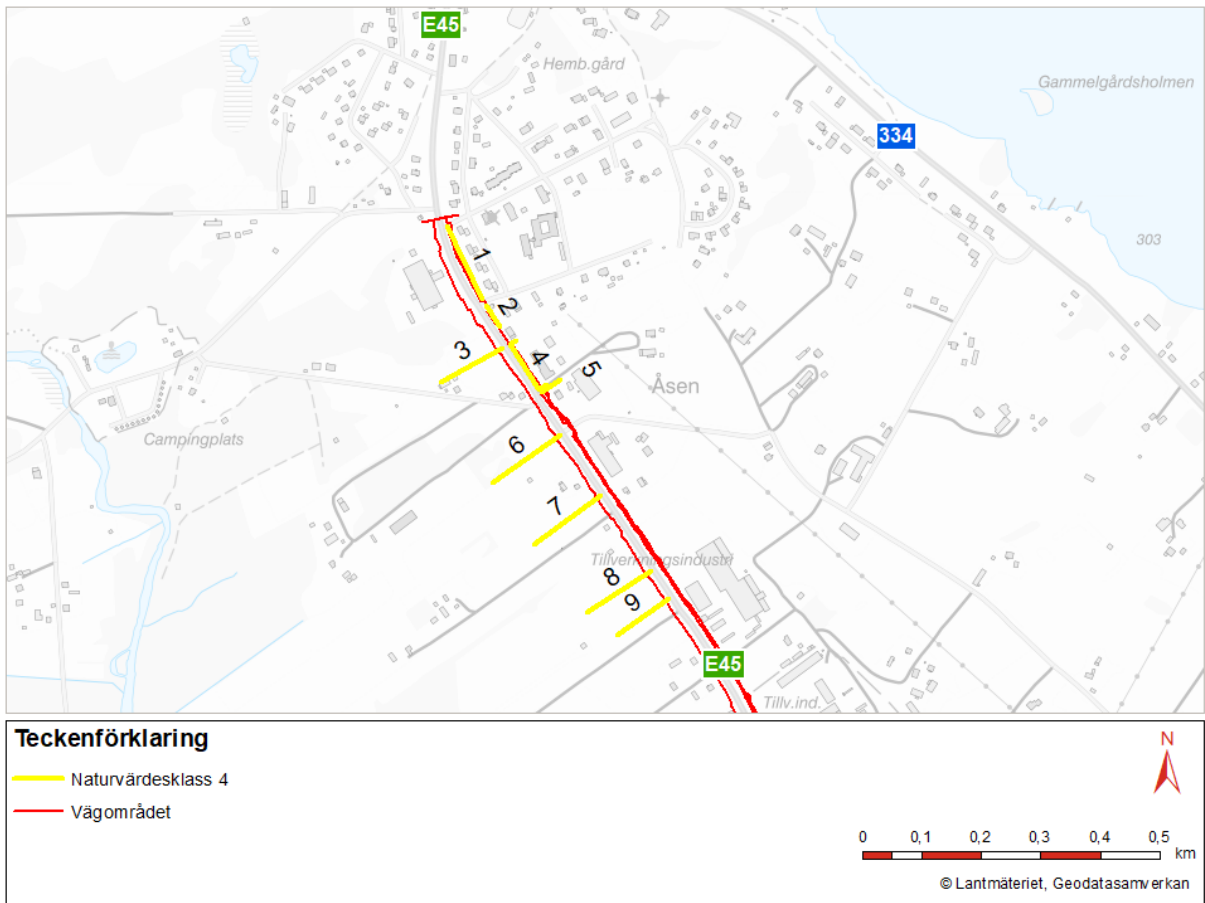 E45
Hemb.gård
Gammelgårdsholmen
334
303
1
2
3
4
5
Åsen
Campingplats
6
7
Tillverkningsindustri
8
9
E45
Tillv.ind.
Teckenförklaring
Naturvärdesklass 4
Vägområdet
N
0 0,1 0,2 0,3 0,4 0,5
km
© Lantmäteriet, Geodatasamverkan